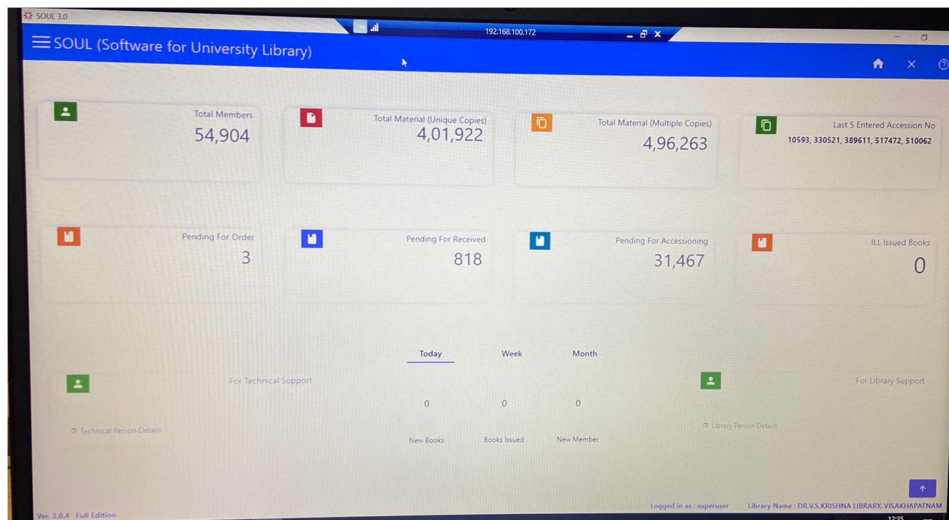 SOUL 3.0
192.168.100.172
SOUL (Software for University Library)
Total Members
54,904
Total Material (Unique Copies)
4,01,922
Total Material (Multiple Copies)
4,96,263
Last 5 Entered Accession No
10593, 330521, 389611, 517472, 510062
Pending For Order
3
Pending For Received
818
Pending For Accessioning
31,467
ILL Issued Books
0
Today Week Month
For Technical Support
For Library Support
0 0 0
Technical Person Details
Library Person Details
New Books Books Issued New Member
Logged in as : superuser Library Name : DR.V.S.KRISHNA LIBRARY, VISAKHAPATNAM
Ver. 3.0.4 Full Edition
12:25